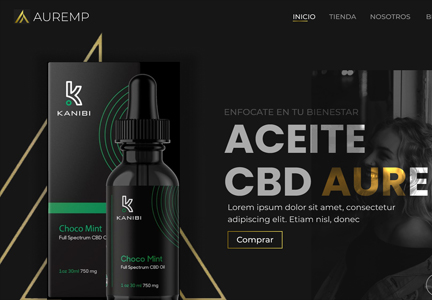 AUREMP
INICIO TIENDA NOSOTROS
ENFOCATE EN TU BIENESTAR
ACEITE
CBD AURE
Lorem ipsum dolor sit amet, consectetur
adipiscing elit. Etiam nisl, donec
Comprar
KANIBI
Choco Mint
Full Spectrum CBD Oil
1oz 30ml 750 mg
KANIBI
Choco Mint
Full Spectrum CBD Oil
1oz 30 ml 750 mg